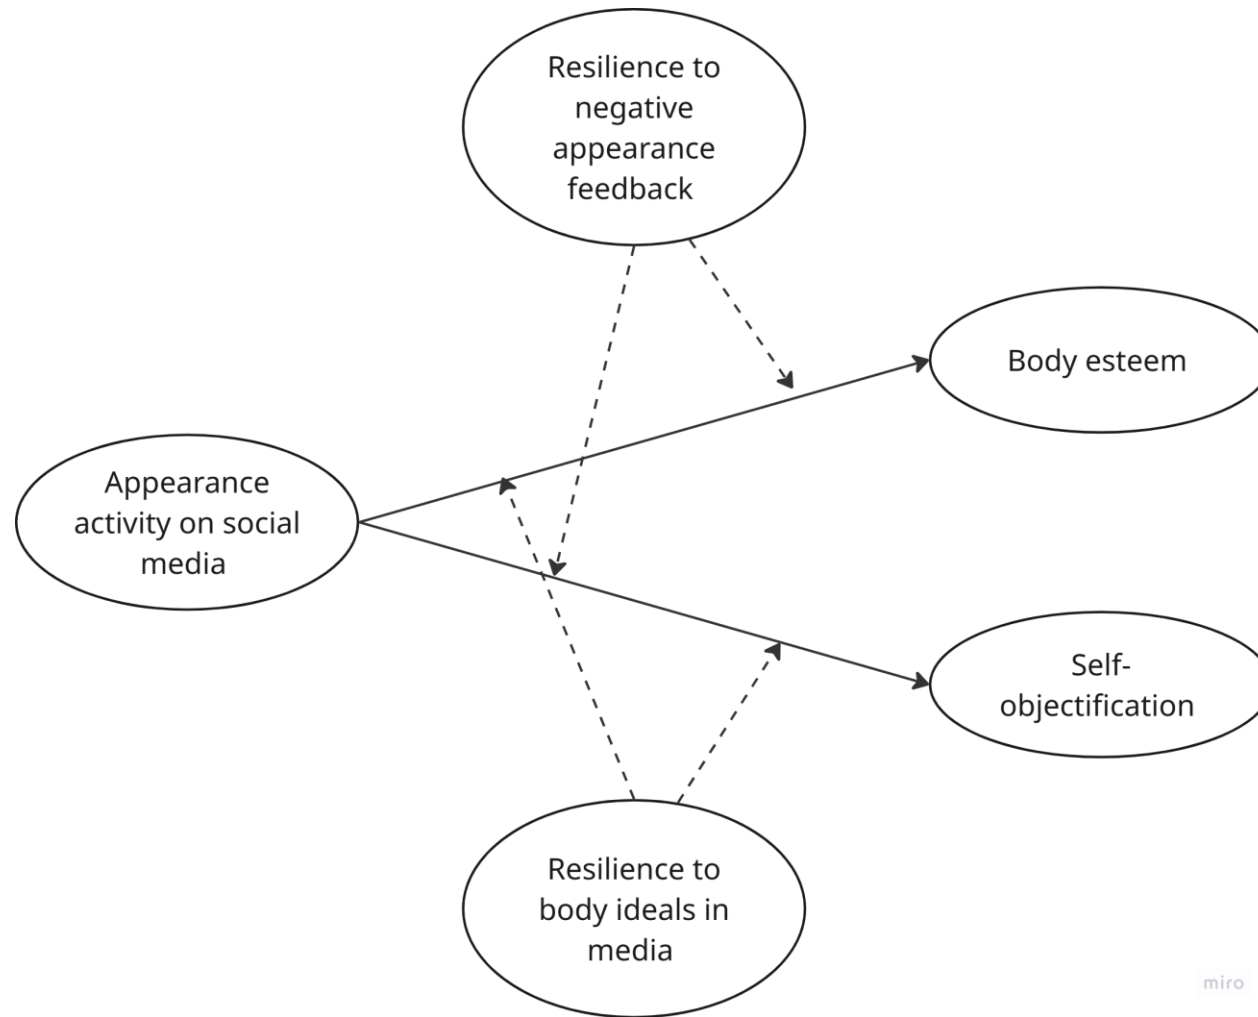 Resilience to
negative
appearance
feedback
Body esteem
Appearance
activity on social
media
Self-
objectification
Resilience to
body ideals in
media
miro